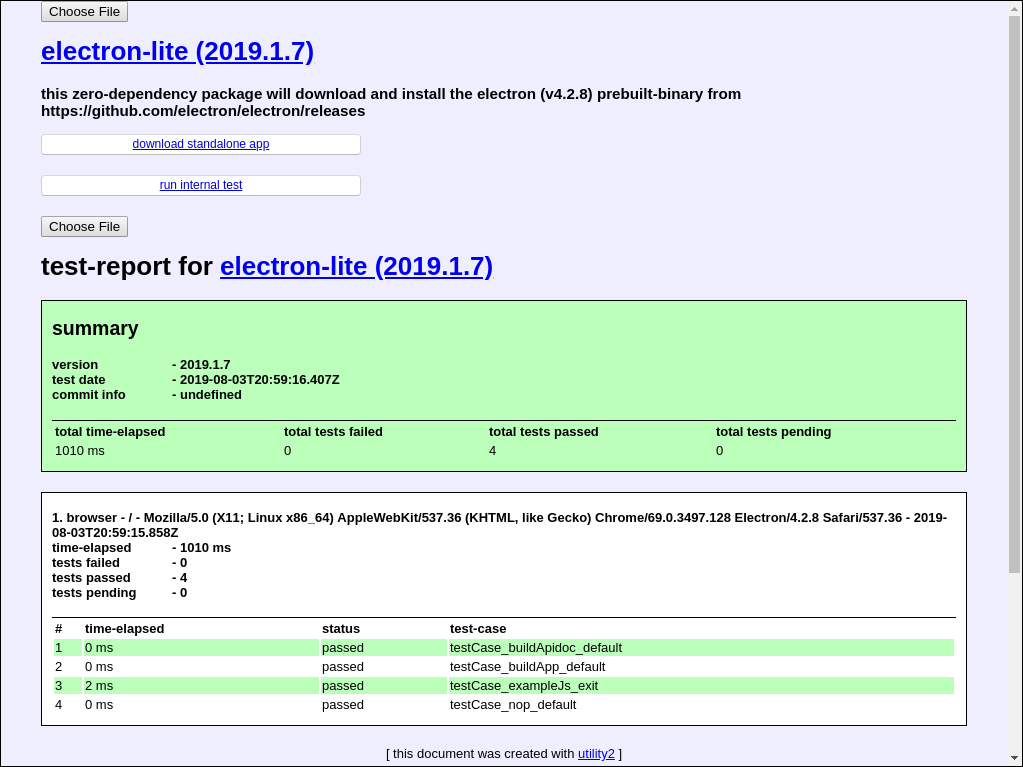 Choose File
electron-lite (2019.1.7)
this zero-dependency package will download and install the electron (v4.2.8) prebuilt-binary from
https://github.com/electron/electron/releases
download standalone app
run internal test
Choose File
test-report for electron-lite (2019.1.7)
summary
version - 2019.1.7
test date - 2019-08-03T20:59:16.407Z
commit info - undefined
total time-elapsed total tests failed total tests passed total tests pending
1010 ms 0 4 0
1. browser - / - Mozilla/5.0 (X11; Linux x86_64) AppleWebKit/537.36 (KHTML, like Gecko) Chrome/69.0.3497.128 Electron/4.2.8 Safari/537.36 - 2019-
08-03T20:59:15.858Z
time-elapsed - 1010 ms
tests failed - 0
tests passed - 4
tests pending - 0
# time-elapsed status test-case
1 0 ms passed testCase_buildApidoc_default
2 0 ms passed testCase_buildApp_default
3 2 ms passed testCase_exampleJs_exit
4 0 ms passed testCase_nop_default
[ this document was created with utility2 ]